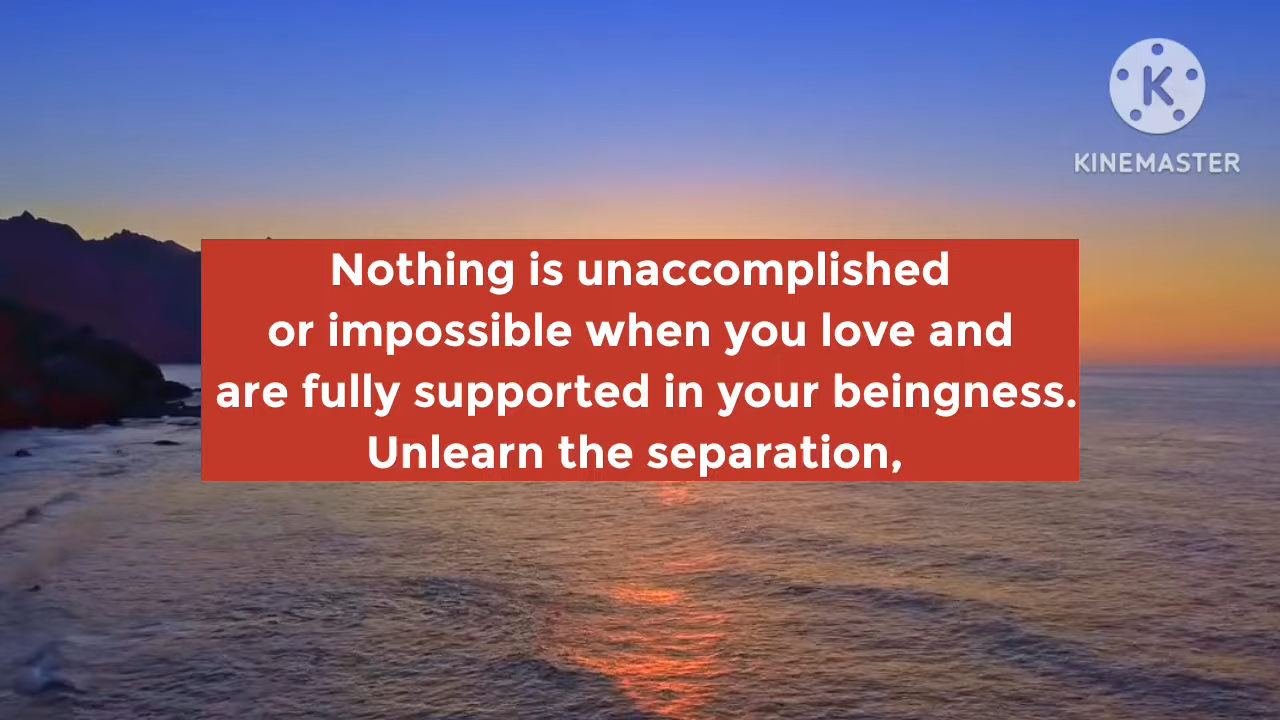 K
KINEMASTER
Nothing is unaccomplished
or impossible when you love and
are fully supported in your beingness.
Unlearn the separation,